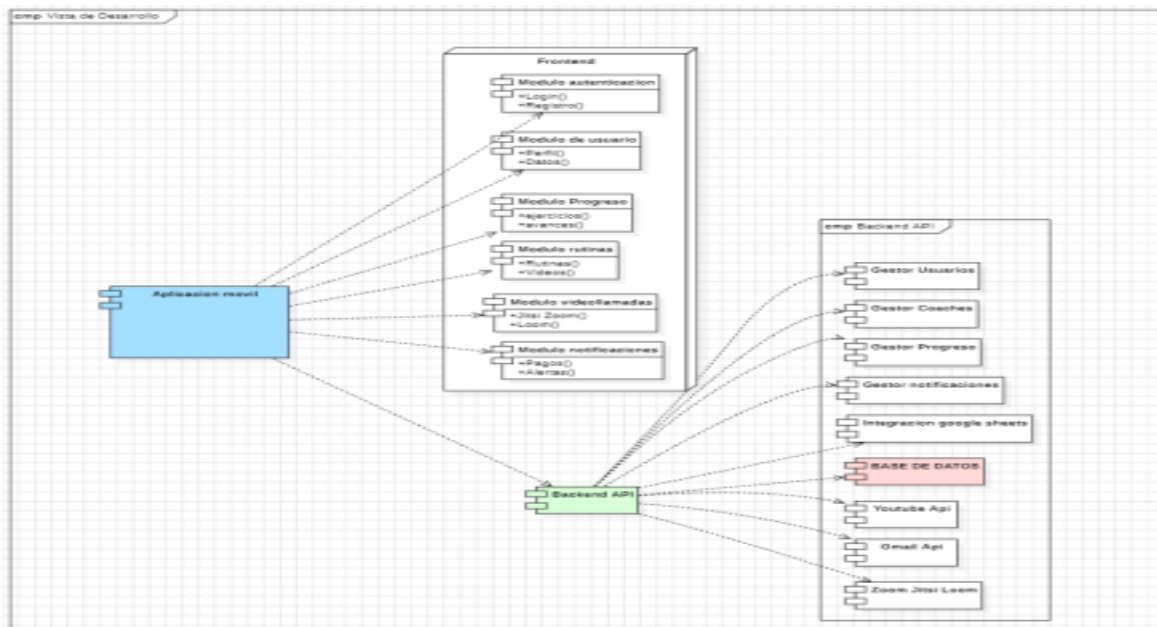 cmp Vista de Desarrollo
Frontend
Modulo autenticacion
+Login()
+Registro()
Modulo de usuario
+Perfil()
+Datos()
Modulo Progreso
+ejercicios()
+avances()
Modulo rutinas
+Rutinas()
+Videos()
Modulo videollamadas
+Jitsi Zoom()
+Loom()
Modulo notificaciones
+Pagos()
+Alertas()
Aplicacion movil
Backend API
cmp Backend API
Gestor Usuarios
Gestor Coaches
Gestor Progreso
Gestor notificaciones
Integracion google sheets
BASE DE DATOS
Youtube Api
Gmail Api
Zoom Jitsi Loom